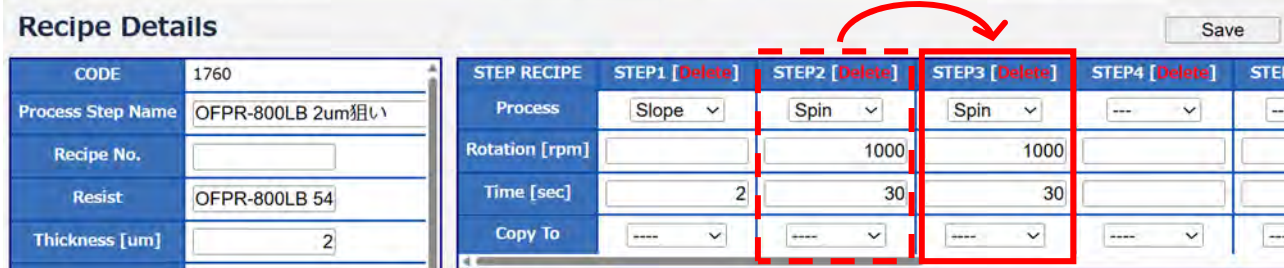 Recipe Details
Save
CODE 1760
Process Step Name OFPR-800LB 2um狙い
Recipe No.
Resist OFPR-800LB 54
Thickness [um] 2
STEP RECIPE STEP1 [Delete] STEP2 [Delete] STEP3 [Delete] STEP4 [Delete] STE
Process Slope Spin Spin ---
Rotation [rpm] 1000 1000
Time [sec] 2 30 30
Copy To ---- ---- ---- ----